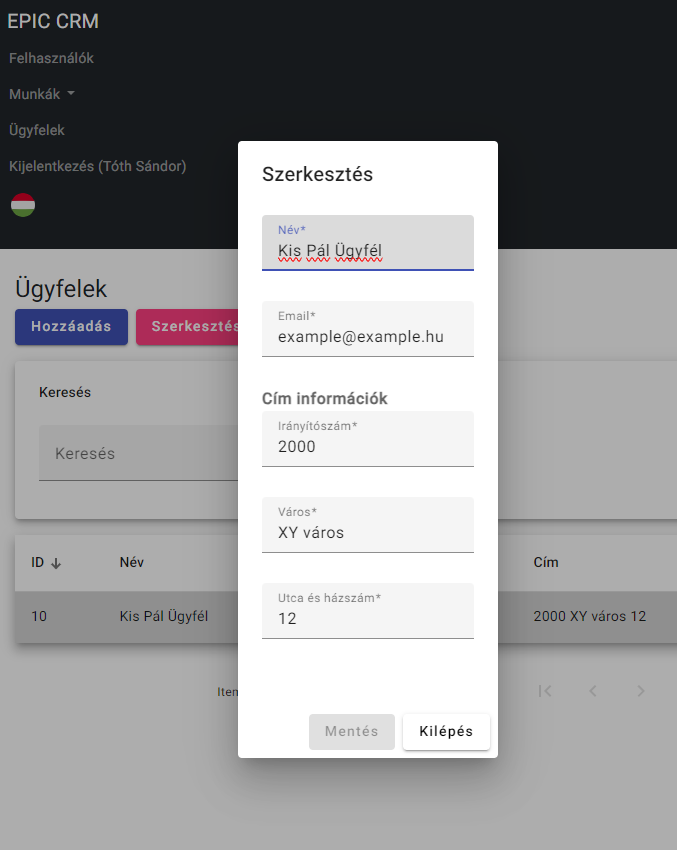 EPIC CRM
Felhasználók
Munkák
Ügyfelek
Kijelentkezés (Tóth Sándor)
Szerkesztés
Név*
Kis Pál Ügyfél
Email*
example@example.hu
Cím információk
Irányítószám*
2000
Város*
XY város
Utca és házszám*
12
Mentés Kilépés
Ügyfelek
Hozzáadás Szerkesztés
Keresés
Keresés
ID Név Cím
10 Kis Pál Ügyfél 2000 XY város 12